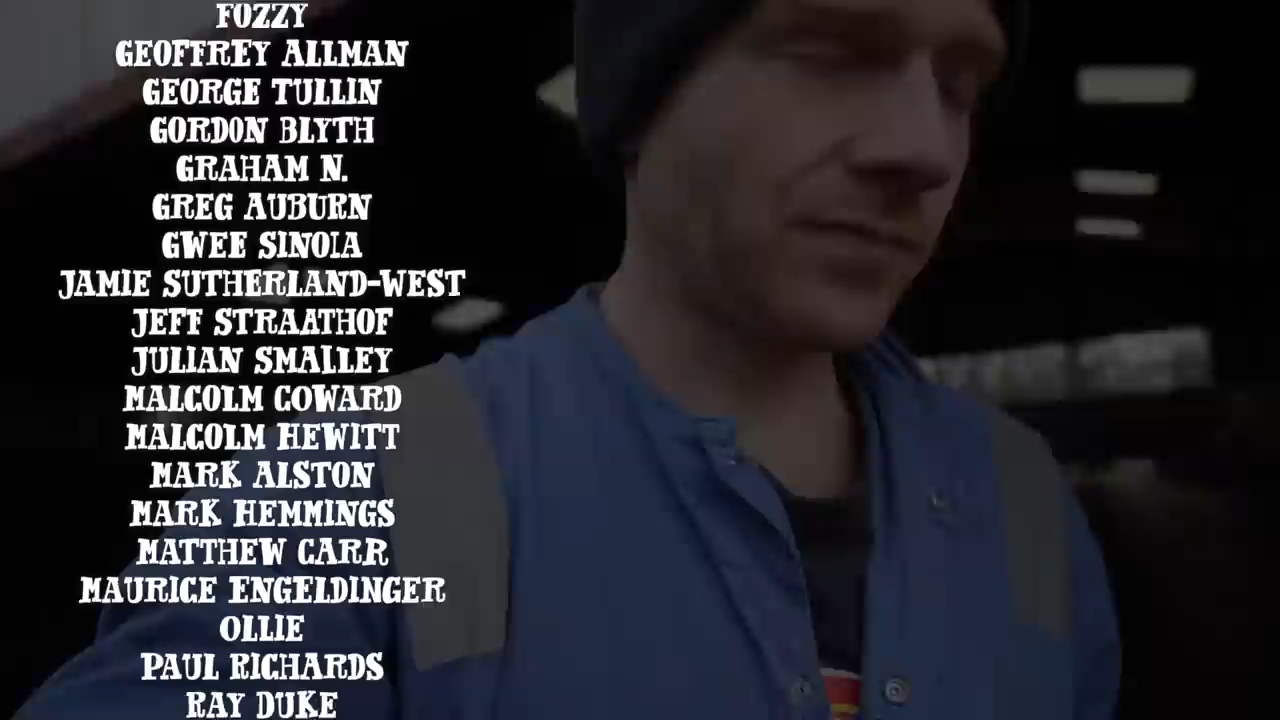 FOZZY
GEOFFREY ALLMAN
GEORGE TULLIN
GORDON BLYTH
GRAHAM N.
GREG AUBURN
GWEE SINOIA
JAMIE SUTHERLAND-WEST
JEFF STRAATHOF
JULIAN SMALLEY
MALCOLM COWARD
MALCOLM HEWITT
MARK ALSTON
MARK HEMMINGS
MATTHEW CARR
MAURICE ENGELDINGER
OLLIE
PAUL RICHARDS
RAY DUKE